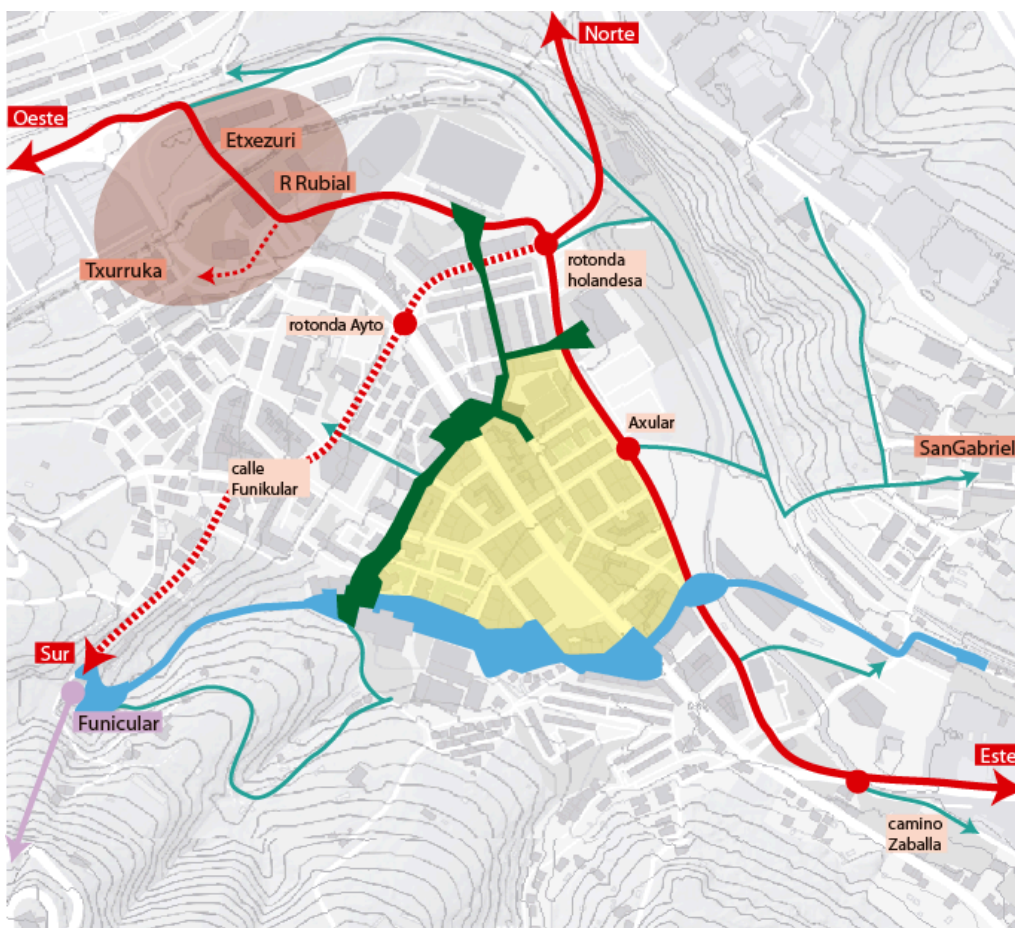 Norte
Oeste
Etxezuri
R Rubial
Txurruka
rotonda
holandesa
rotonda Ayto
Axular
SanGabriel
calle
Funikular
Sur
Funicular
Este
camino
Zaballa